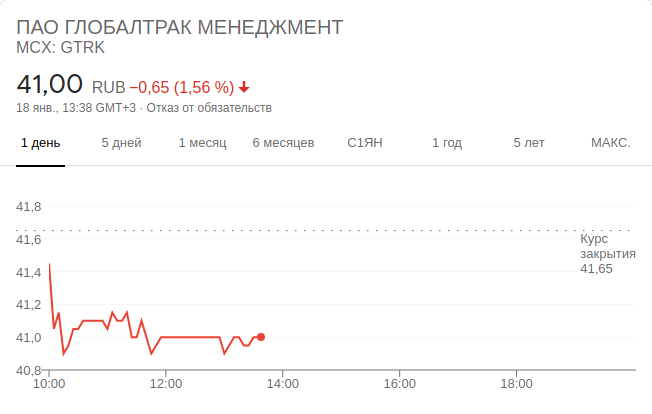 ПАО ГЛОБАЛТРАК МЕНЕДЖМЕНТ
MCX: GTRK
41,00 RUB −0,65 (1,56 %)
18 янв., 13:38 GMT+3 · Отказ от обязательств
1 день 5 дней 1 месяц 6 месяцев С1ЯН 1 год 5 лет МАКС.
41,8
41,6
41,4
41,2
41,0
40,8
Курс
закрытия
41,65
10:00 12:00 14:00 16:00 18:00